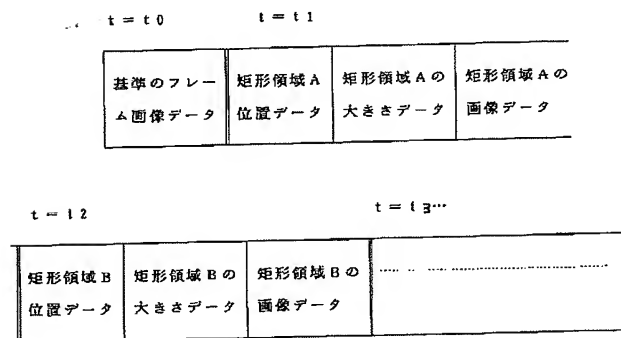 t = t0 t = t1
基準のフレー 矩形領域A 矩形領域Aの 矩形領域Aの
ム画像データ 位置データ 大きさデータ 画像データ
t = t2 t = t3…
矩形領域B 矩形領域Bの 矩形領域Bの
位置データ 大きさデータ 画像データ